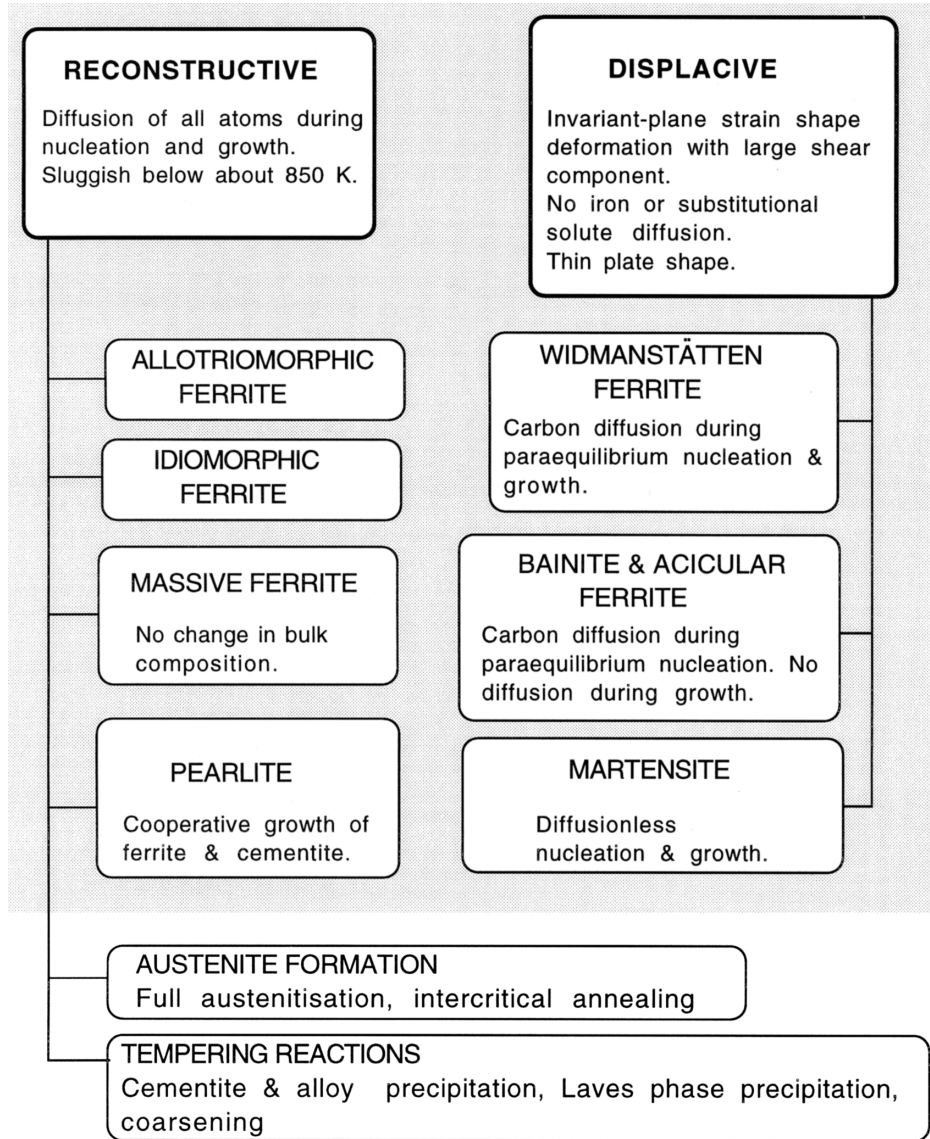 RECONSTRUCTIVE
Diffusion of all atoms during
nucleation and growth.
Sluggish below about 850 K.
ALLOTRIOMORPHIC
FERRITE
IDIOMORPHIC
FERRITE
MASSIVE FERRITE
No change in bulk
composition.
PEARLITE
Cooperative growth of
ferrite & cementite.
DISPLACIVE
Invariant-plane strain shape
deformation with large shear
component.
No iron or substitutional
solute diffusion.
Thin plate shape.
WIDMANSTÄTTEN
FERRITE
Carbon diffusion during
paraequilibrium nucleation &
growth.
BAINITE & ACICULAR
FERRITE
Carbon diffusion during
paraequilibrium nucleation. No
diffusion during growth.
MARTENSITE
Diffusionless
nucleation & growth.
AUSTENITE FORMATION
Full austenitisation, intercritical annealing
TEMPERING REACTIONS
Cementite & alloy precipitation, Laves phase precipitation,
coarsening